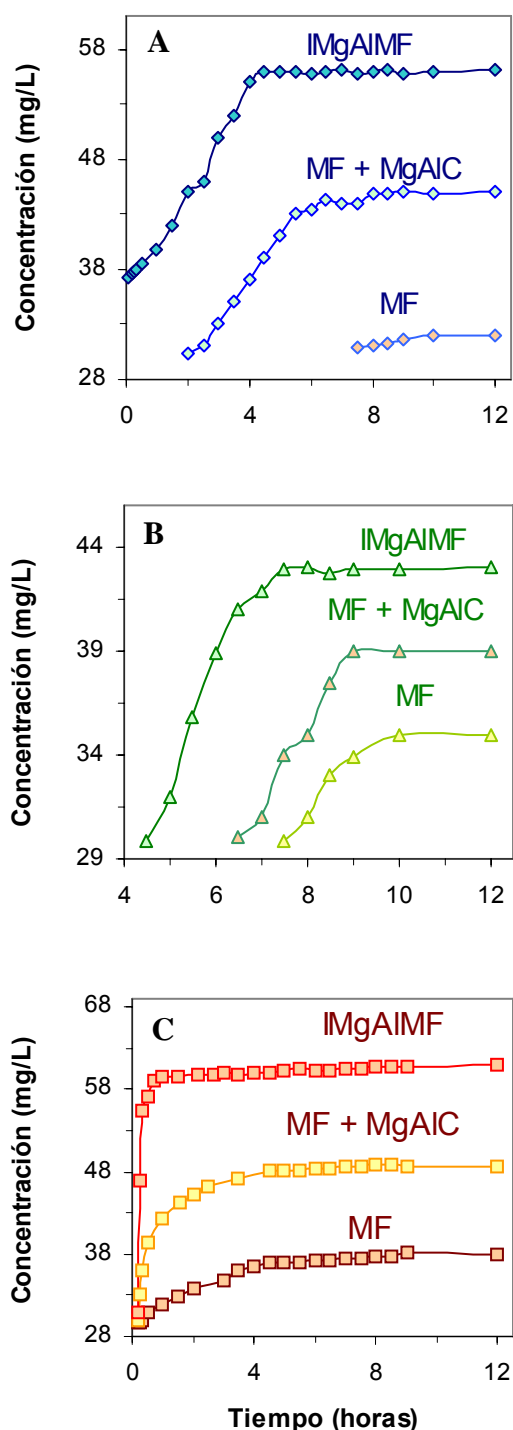 A
IMgAlMF
MF + MgAlC
MF
Concentración (mg/L)
58
48
38
28
0 4 8 12
B
IMgAlMF
MF + MgAlC
MF
Concentración (mg/L)
44
39
34
29
4 6 8 10 12
C
IMgAlMF
MF + MgAlC
MF
Concentración (mg/L)
68
58
48
38
28
0 4 8 12
Tiempo (horas)